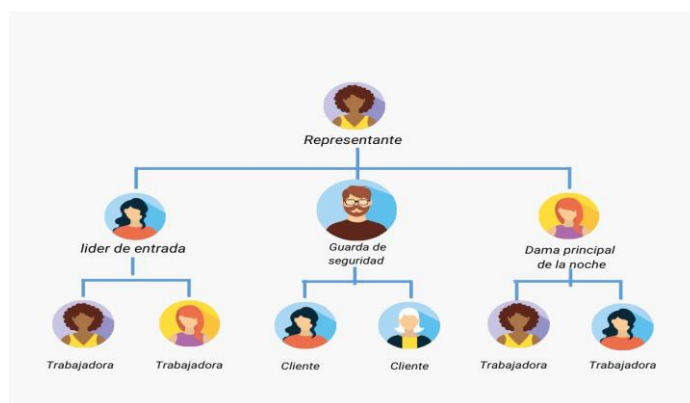 Representante
lider de entrada
Guarda de
seguridad
Dama principal
de la noche
Trabajadora
Trabajadora
Cliente
Cliente
Trabajadora
Trabajadora